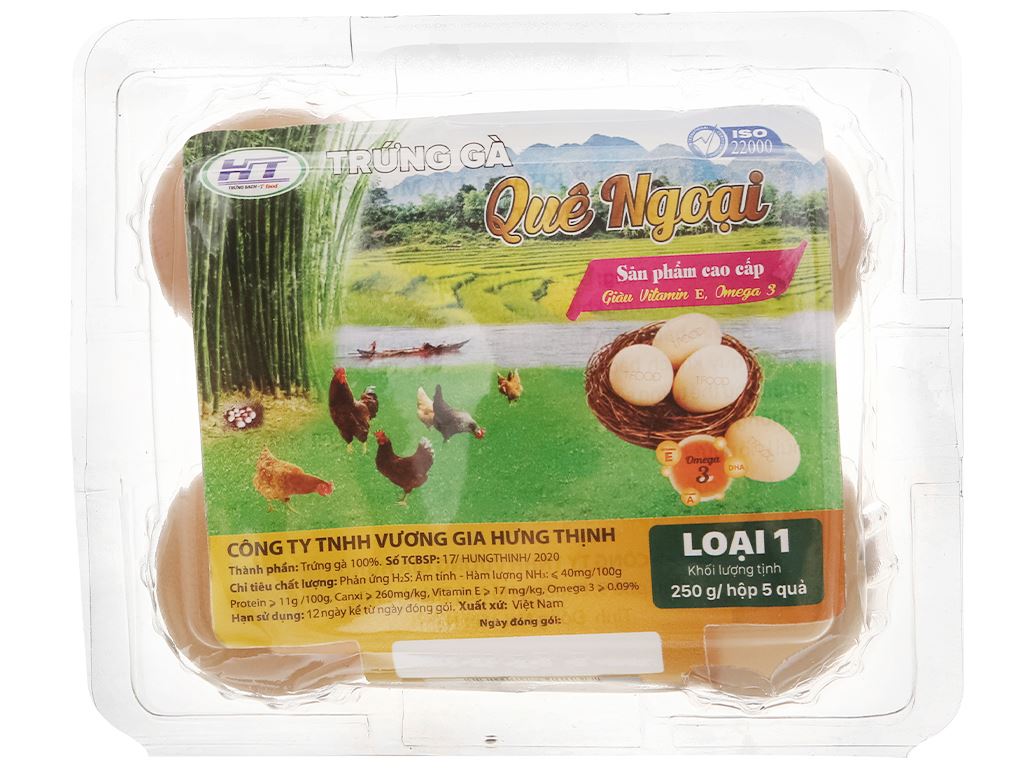 HT
TRỨNG SẠCH - T food
TRỨNG GÀ
ISO
22000
Quê Ngoại
Sản phẩm cao cấp
Giàu Vitamin E, Omega 3
TFOOD
TFOOD
TFOOD
E
Omega
3
DHA
A
CÔNG TY TNHH VƯƠNG GIA HƯNG THỊNH
Thành phần: Trứng gà 100%. Số TCBSP: 17/ HUNGTHINH/ 2020
Chỉ tiêu chất lượng: Phản ứng H₂S: Âm tính - Hàm lượng NH₃: ⩽ 40mg/100g
Protein ⩾ 11g /100g, Canxi ⩾ 260mg/kg, Vitamin E ⩾ 17 mg/kg, Omega 3 ⩾ 0.09%
Hạn sử dụng: 12 ngày kể từ ngày đóng gói. Xuất xứ: Việt Nam
Ngày đóng gói:
LOẠI 1
Khối lượng tịnh
250 g/ hộp 5 quả